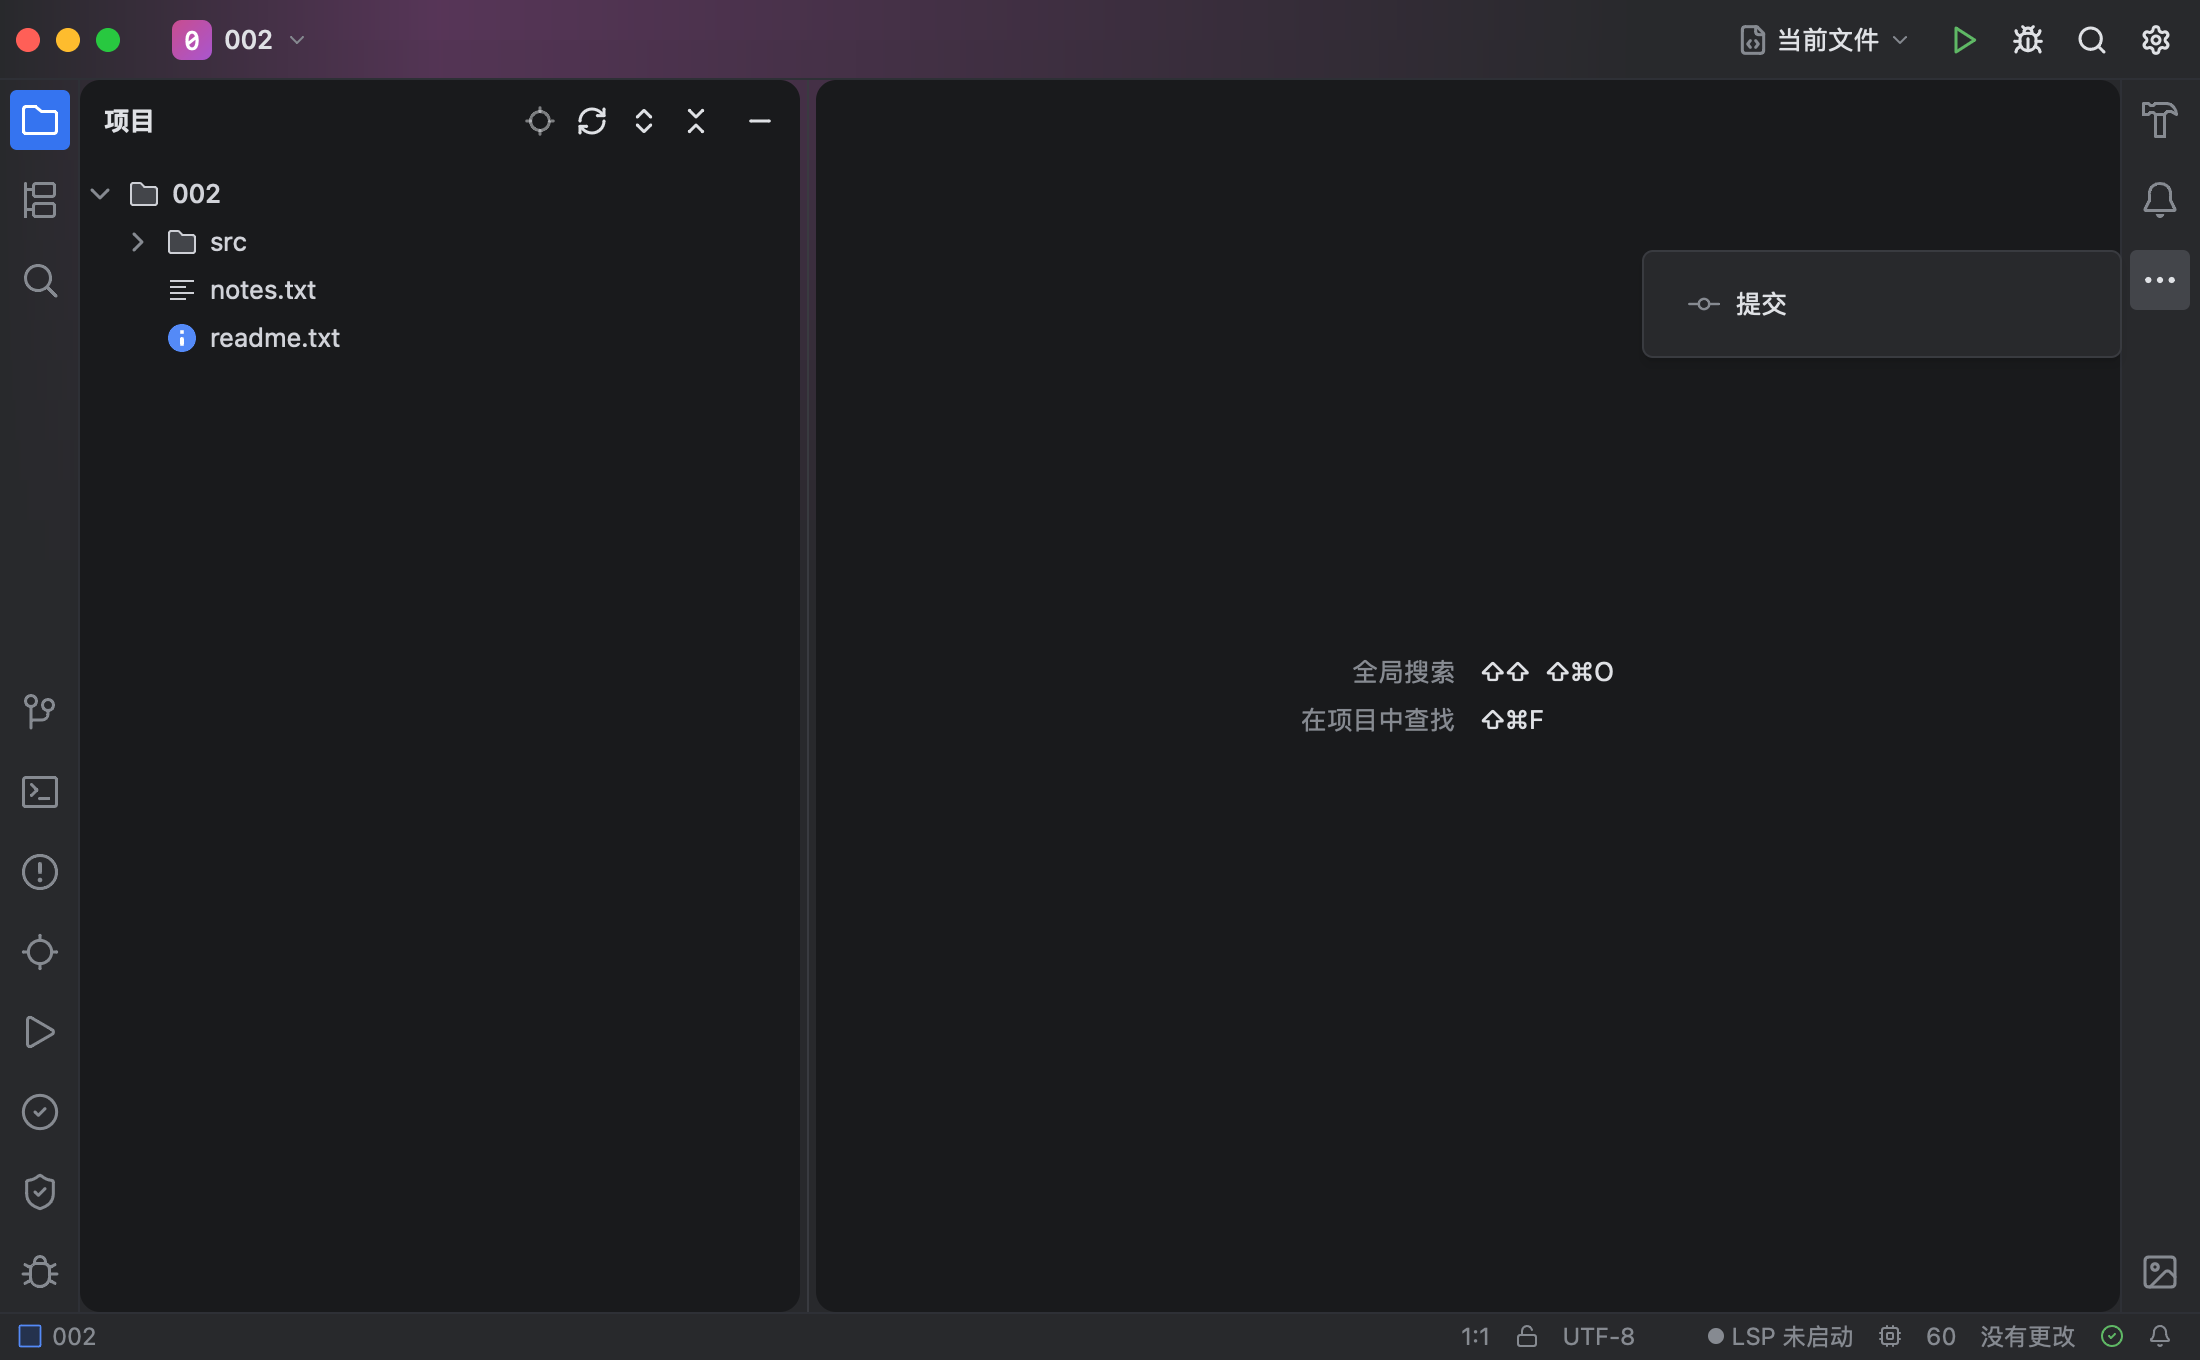 0 002
当前文件
项目
002
src
notes.txt
readme.txt
提交
全局搜索 ⇧⇧ ⇧⌘O
在项目中查找 ⇧⌘F
002
1:1 UTF-8 LSP 未启动 60 没有更改